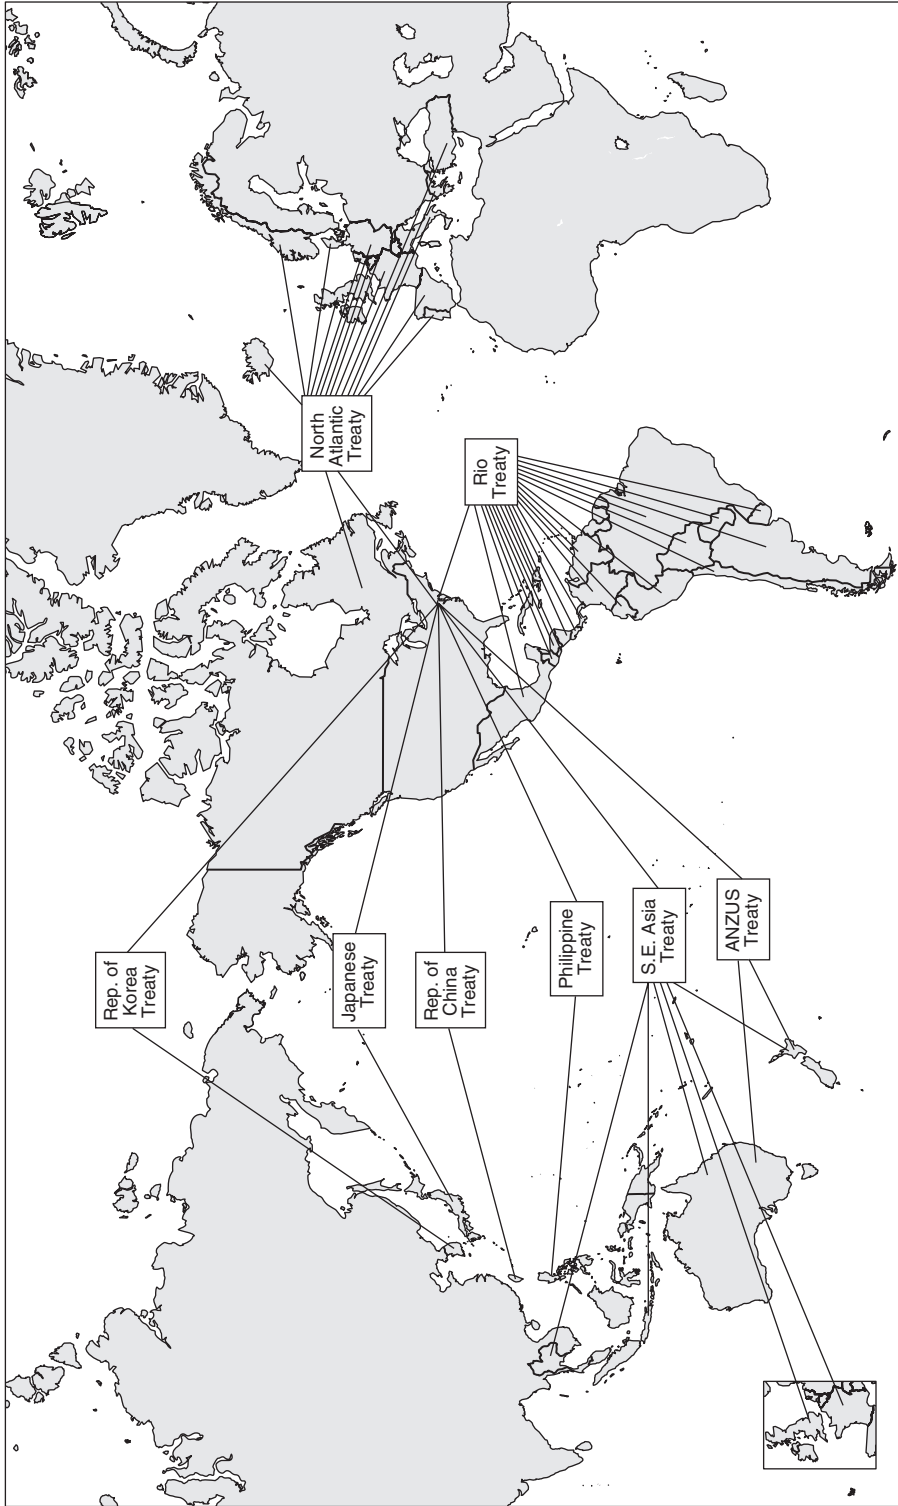 Rep. of
Korea
Treaty
Japanese
Treaty
Rep. of
China
Treaty
Philippine
Treaty
S.E. Asia
Treaty
ANZUS
Treaty
North
Atlantic
Treaty
Rio
Treaty